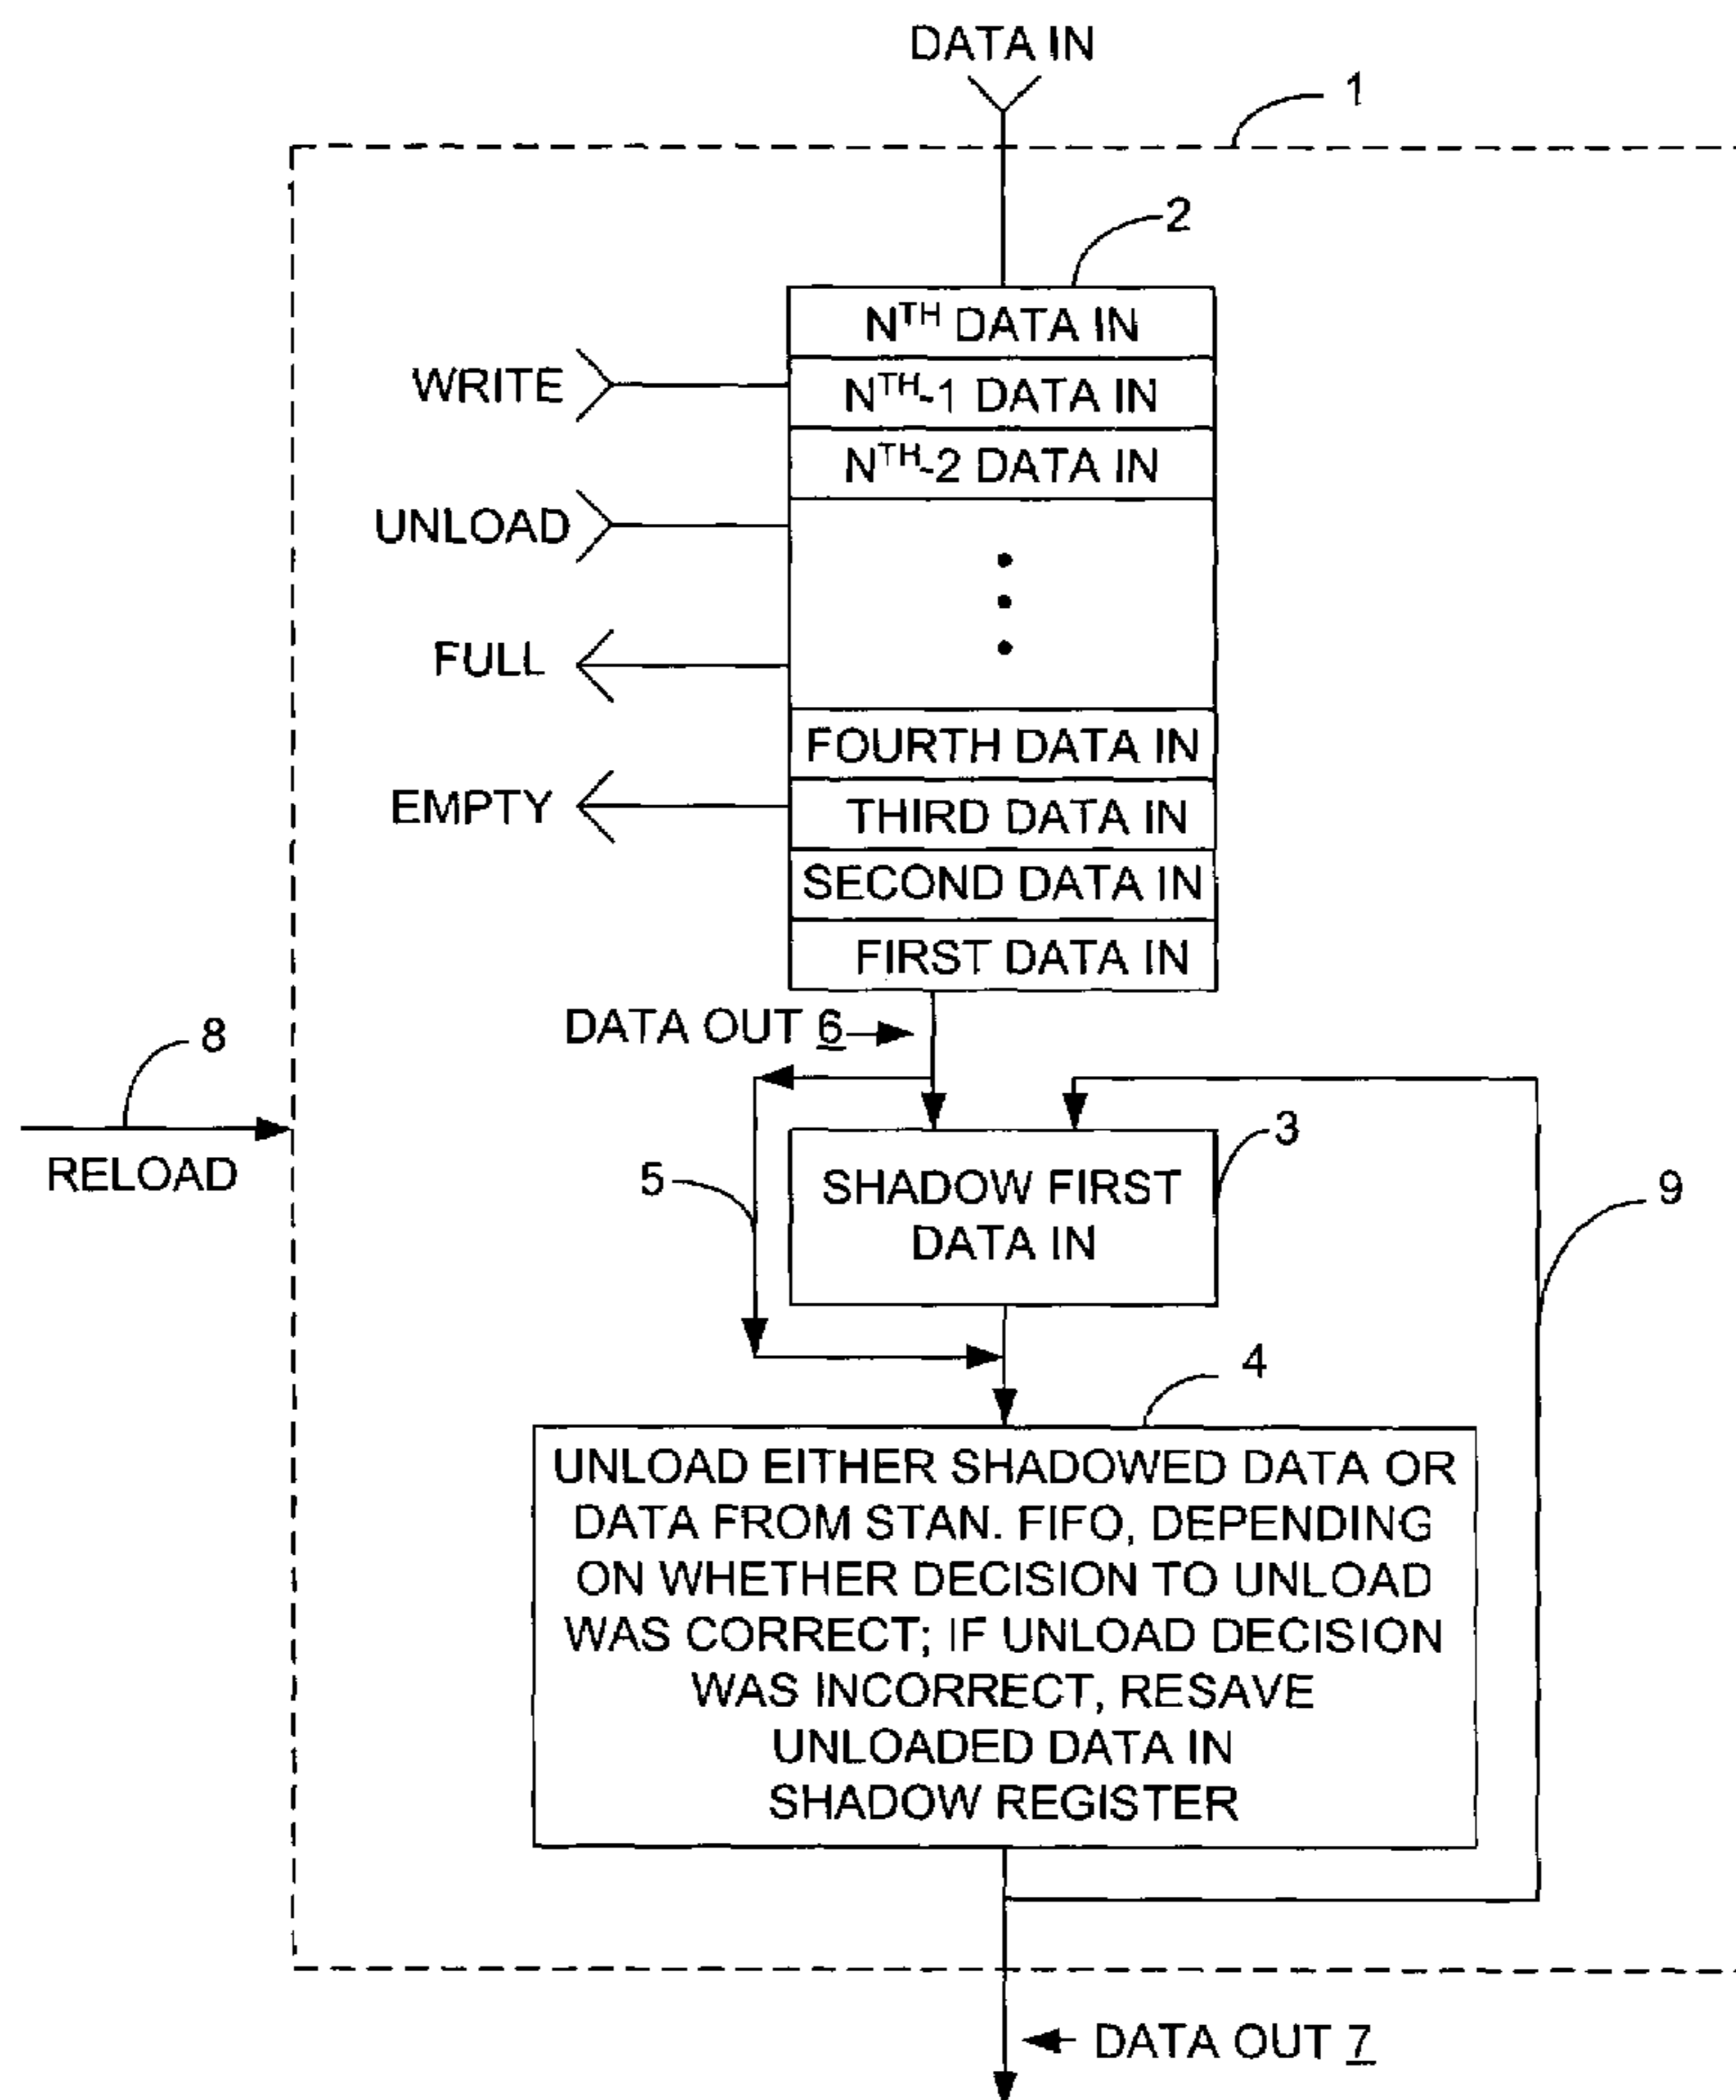 DATA IN
1
2
N^TH DATA IN
WRITE
N^TH-1 DATA IN
N^TH-2 DATA IN
UNLOAD
FULL
FOURTH DATA IN
EMPTY
THIRD DATA IN
SECOND DATA IN
FIRST DATA IN
DATA OUT 6
8
RELOAD
3
5
SHADOW FIRST
DATA IN
9
4
UNLOAD EITHER SHADOWED DATA OR
DATA FROM STAN. FIFO, DEPENDING
ON WHETHER DECISION TO UNLOAD
WAS CORRECT; IF UNLOAD DECISION
WAS INCORRECT, RESAVE
UNLOADED DATA IN
SHADOW REGISTER
DATA OUT 7